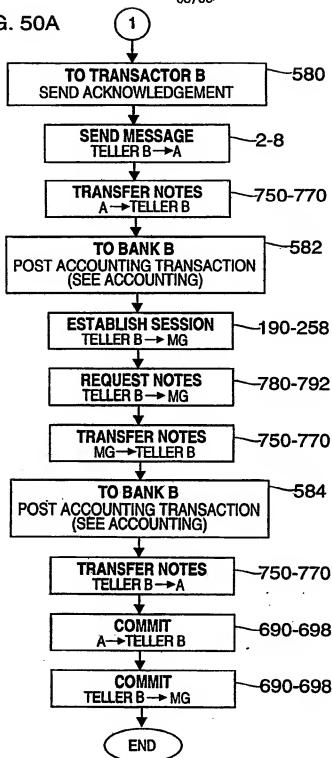 G. 50A
1
TO TRANSACTOR B
SEND ACKNOWLEDGEMENT
580
SEND MESSAGE
TELLER B→A
2-8
TRANSFER NOTES
A→TELLER B
750-770
TO BANK B
POST ACCOUNTING TRANSACTION
(SEE ACCOUNTING)
582
ESTABLISH SESSION
TELLER B→MG
190-258
REQUEST NOTES
TELLER B→MG
780-792
TRANSFER NOTES
MG→TELLER B
750-770
TO BANK B
POST ACCOUNTING TRANSACTION
(SEE ACCOUNTING)
584
TRANSFER NOTES
TELLER B→A
750-770
COMMIT
A→TELLER B
690-698
COMMIT
TELLER B→MG
690-698
END